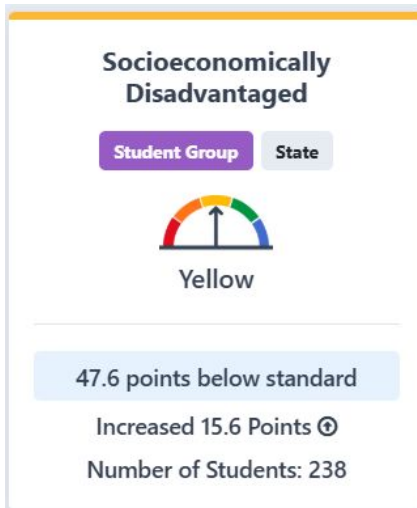 Socioeconomically
Disadvantaged
Student Group State
Yellow
47.6 points below standard
Increased 15.6 Points
Number of Students: 238